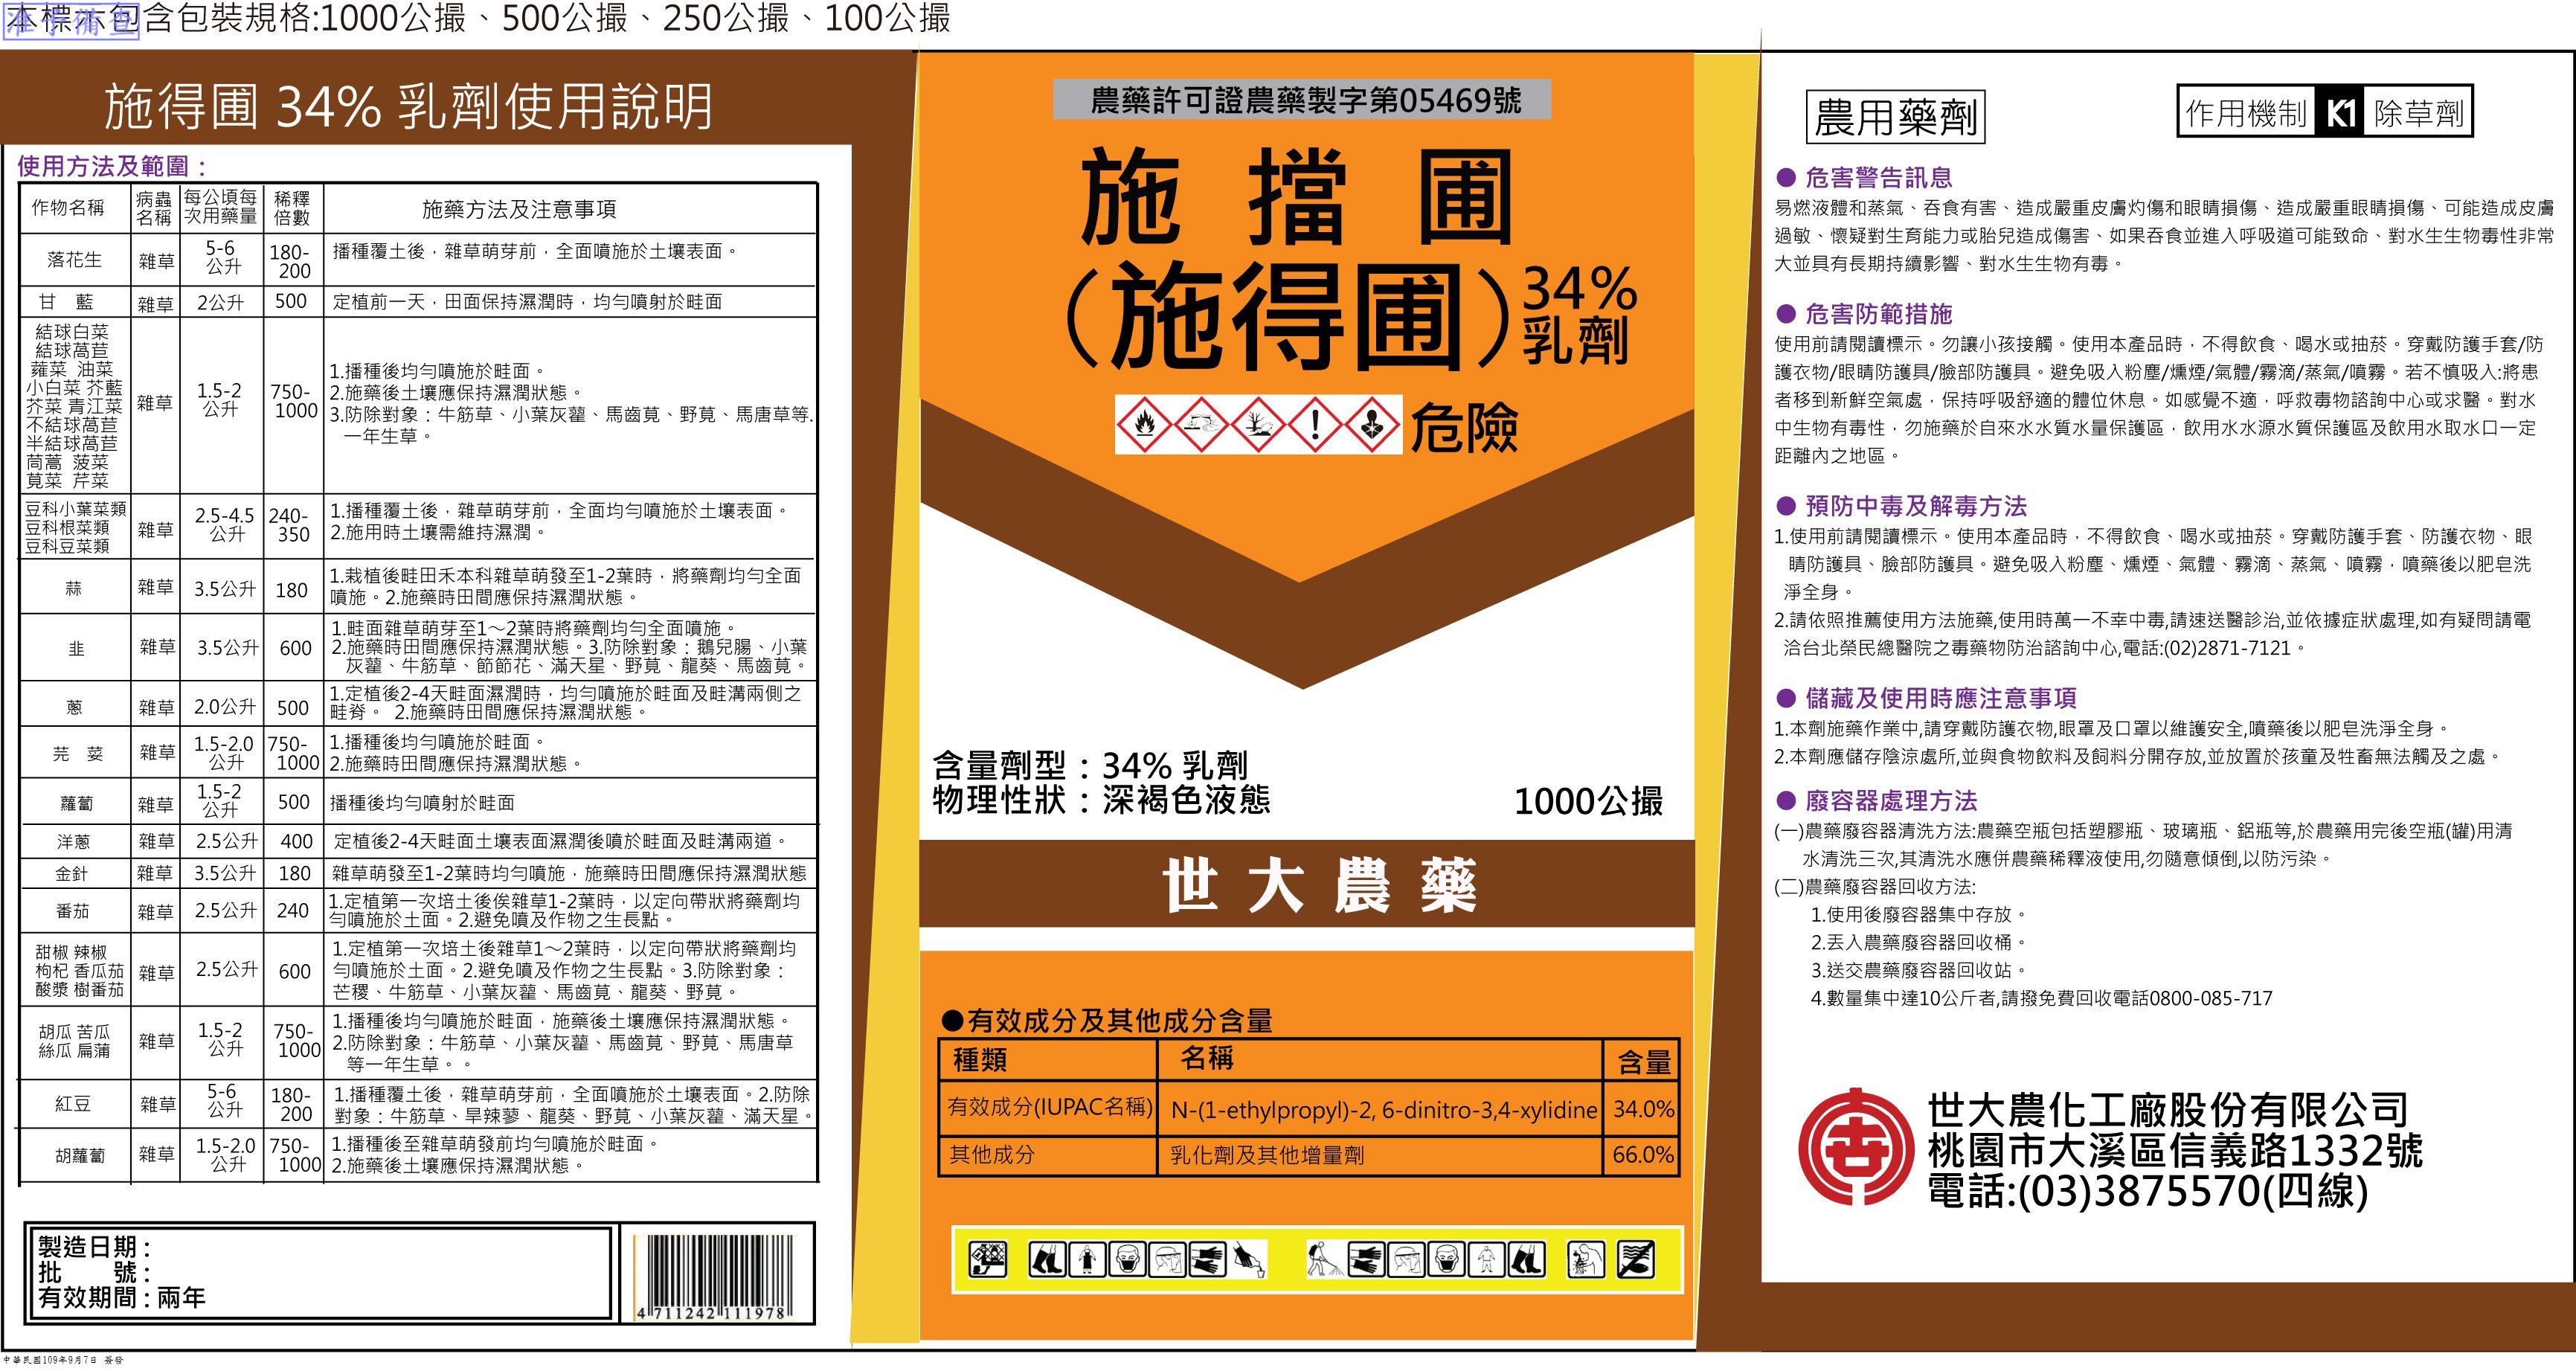 本標示包含包裝規格:1000公撮、500公撮、250公撮、100公撮
准予備查
施得圃 34% 乳劑使用說明
使用方法及範圍：
作物名稱 病蟲名稱 每公頃每次用藥量 稀釋倍數 施藥方法及注意事項
落花生 雜草 5-6公升 180-200 播種覆土後，雜草萌芽前，全面噴施於土壤表面。
甘 藍 雜草 2公升 500 定植前一天，田面保持濕潤時，均勻噴射於畦面
結球白菜
結球萵苣
蕹菜 油菜
小白菜 芥藍
芥菜 青江菜
不結球萵苣
半結球萵苣
茼蒿 菠菜
莧菜 芹菜
雜草 1.5-2公升 750-1000
1.播種後均勻噴施於畦面。
2.施藥後土壤應保持濕潤狀態。
3.防除對象：牛筋草、小葉灰藋、馬齒莧、野莧、馬唐草等.
一年生草。
豆科小葉菜類
豆科根菜類
豆科豆菜類
雜草 2.5-4.5公升 240-350
1.播種覆土後，雜草萌芽前，全面均勻噴施於土壤表面。
2.施用時土壤需維持濕潤。
蒜 雜草 3.5公升 180
1.栽植後畦田禾本科雜草萌發至1-2葉時，將藥劑均勻全面
噴施。2.施藥時田間應保持濕潤狀態。
韭 雜草 3.5公升 600
1.畦面雜草萌芽至1～2葉時將藥劑均勻全面噴施。
2.施藥時田間應保持濕潤狀態。3.防除對象：鵝兒腸、小葉
灰藋、牛筋草、節節花、滿天星、野莧、龍葵、馬齒莧。
蔥 雜草 2.0公升 500
1.定植後2-4天畦面濕潤時，均勻噴施於畦面及畦溝兩側之
畦脊。 2.施藥時田間應保持濕潤狀態。
芫 荽 雜草 1.5-2.0公升 750-1000
1.播種後均勻噴施於畦面。
2.施藥時田間應保持濕潤狀態。
蘿蔔 雜草 1.5-2公升 500 播種後均勻噴射於畦面
洋蔥 雜草 2.5公升 400 定植後2-4天畦面土壤表面濕潤後噴於畦面及畦溝兩道。
金針 雜草 3.5公升 180 雜草萌發至1-2葉時均勻噴施，施藥時田間應保持濕潤狀態
番茄 雜草 2.5公升 240
1.定植第一次培土後俟雜草1-2葉時，以定向帶狀將藥劑均
勻噴施於土面。2.避免噴及作物之生長點。
甜椒 辣椒
枸杞 香瓜茄
酸漿 樹番茄
雜草 2.5公升 600
1.定植第一次培土後雜草1～2葉時，以定向帶狀將藥劑均
勻噴施於土面。2.避免噴及作物之生長點。3.防除對象：
芒稷、牛筋草、小葉灰藋、馬齒莧、龍葵、野莧。
胡瓜 苦瓜
絲瓜 扁蒲
雜草 1.5-2公升 750-1000
1.播種後均勻噴施於畦面，施藥後土壤應保持濕潤狀態。
2.防除對象：牛筋草、小葉灰藋、馬齒莧、野莧、馬唐草
等一年生草。。
紅豆 雜草 5-6公升 180-200
1.播種覆土後，雜草萌芽前，全面噴施於土壤表面。2.防除
對象：牛筋草、旱辣蓼、龍葵、野莧、小葉灰藋、滿天星。
胡蘿蔔 雜草 1.5-2.0公升 750-1000
1.播種後至雜草萌發前均勻噴施於畦面。
2.施藥後土壤應保持濕潤狀態。
製造日期：
批 號：
有效期間：兩年
4 711242 111978
中華民國109年9月7日 簽發
農藥許可證農藥製字第05469號
施擋圃
(施得圃) 34% 乳劑
危險
含量劑型：34% 乳劑
物理性狀：深褐色液態
1000公撮
世大農藥
●有效成分及其他成分含量
種類 名稱 含量
有效成分(IUPAC名稱) N-(1-ethylpropyl)-2, 6-dinitro-3,4-xylidine 34.0%
其他成分 乳化劑及其他增量劑 66.0%
農用藥劑
作用機制 K1 除草劑
● 危害警告訊息
易燃液體和蒸氣、吞食有害、造成嚴重皮膚灼傷和眼睛損傷、造成嚴重眼睛損傷、可能造成皮膚
過敏、懷疑對生育能力或胎兒造成傷害、如果吞食並進入呼吸道可能致命、對水生生物毒性非常
大並具有長期持續影響、對水生生物有毒。
● 危害防範措施
使用前請閱讀標示。勿讓小孩接觸。使用本產品時，不得飲食、喝水或抽菸。穿戴防護手套/防
護衣物/眼睛防護具/臉部防護具。避免吸入粉塵/燻煙/氣體/霧滴/蒸氣/噴霧。若不慎吸入:將患
者移到新鮮空氣處，保持呼吸舒適的體位休息。如感覺不適，呼救毒物諮詢中心或求醫。對水
中生物有毒性，勿施藥於自來水水質水量保護區，飲用水水源水質保護區及飲用水取水口一定
距離內之地區。
● 預防中毒及解毒方法
1.使用前請閱讀標示。使用本產品時，不得飲食、喝水或抽菸。穿戴防護手套、防護衣物、眼
睛防護具、臉部防護具。避免吸入粉塵、燻煙、氣體、霧滴、蒸氣、噴霧，噴藥後以肥皂洗
淨全身。
2.請依照推薦使用方法施藥,使用時萬一不幸中毒,請速送醫診治,並依據症狀處理,如有疑問請電
洽台北榮民總醫院之毒藥物防治諮詢中心,電話:(02)2871-7121。
● 儲藏及使用時應注意事項
1.本劑施藥作業中,請穿戴防護衣物,眼罩及口罩以維護安全,噴藥後以肥皂洗淨全身。
2.本劑應儲存陰涼處所,並與食物飲料及飼料分開存放,並放置於孩童及牲畜無法觸及之處。
● 廢容器處理方法
(一)農藥廢容器清洗方法:農藥空瓶包括塑膠瓶、玻璃瓶、鋁瓶等,於農藥用完後空瓶(罐)用清
水清洗三次,其清洗水應併農藥稀釋液使用,勿隨意傾倒,以防污染。
(二)農藥廢容器回收方法:
1.使用後廢容器集中存放。
2.丟入農藥廢容器回收桶。
3.送交農藥廢容器回收站。
4.數量集中達10公斤者,請撥免費回收電話0800-085-717
世大農化工廠股份有限公司
桃園市大溪區信義路1332號
電話:(03)3875570(四線)